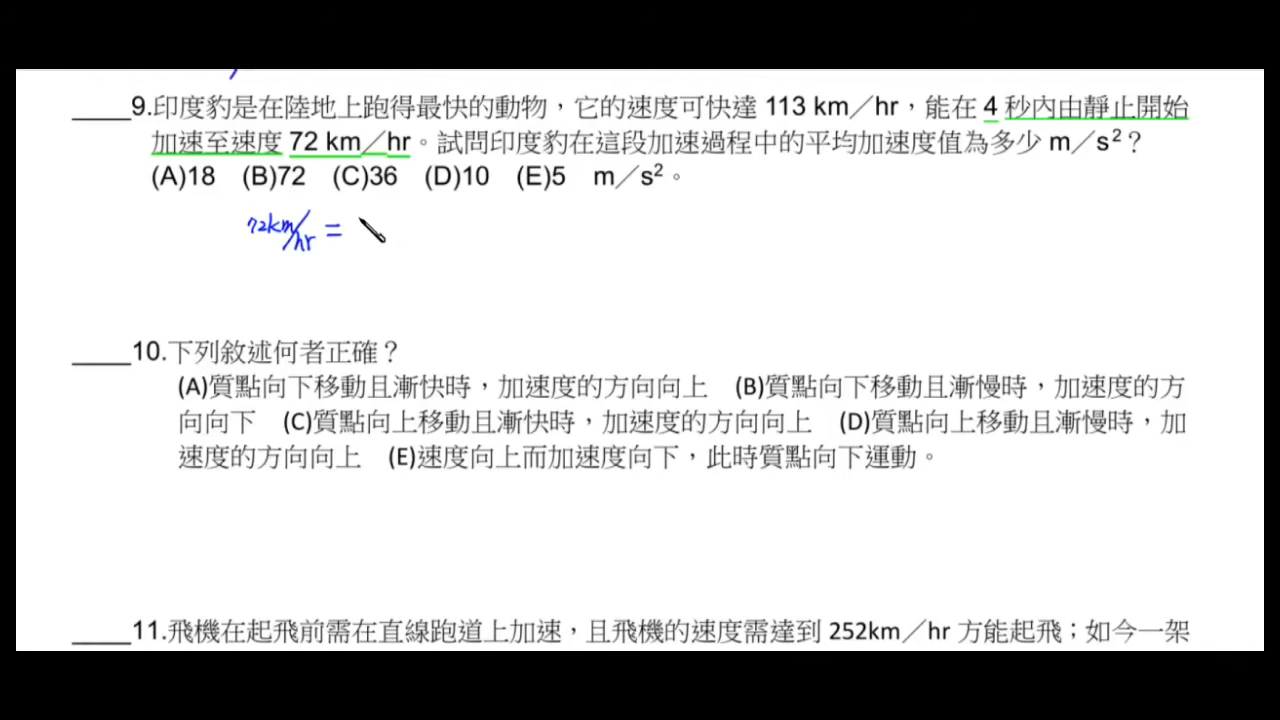 ____9.印度豹是在陸地上跑得最快的動物，它的速度可快達 113 km／hr，能在 4 秒內由靜止開始
加速至速度 72 km／hr。試問印度豹在這段加速過程中的平均加速度值為多少 m／s²？
(A)18 (B)72 (C)36 (D)10 (E)5 m／s²。
72km/hr =
____10.下列敘述何者正確？
(A)質點向下移動且漸快時，加速度的方向向上 (B)質點向下移動且漸慢時，加速度的方
向向下 (C)質點向上移動且漸快時，加速度的方向向上 (D)質點向上移動且漸慢時，加
速度的方向向上 (E)速度向上而加速度向下，此時質點向下運動。
____11.飛機在起飛前需在直線跑道上加速，且飛機的速度需達到 252km／hr 方能起飛；如今一架